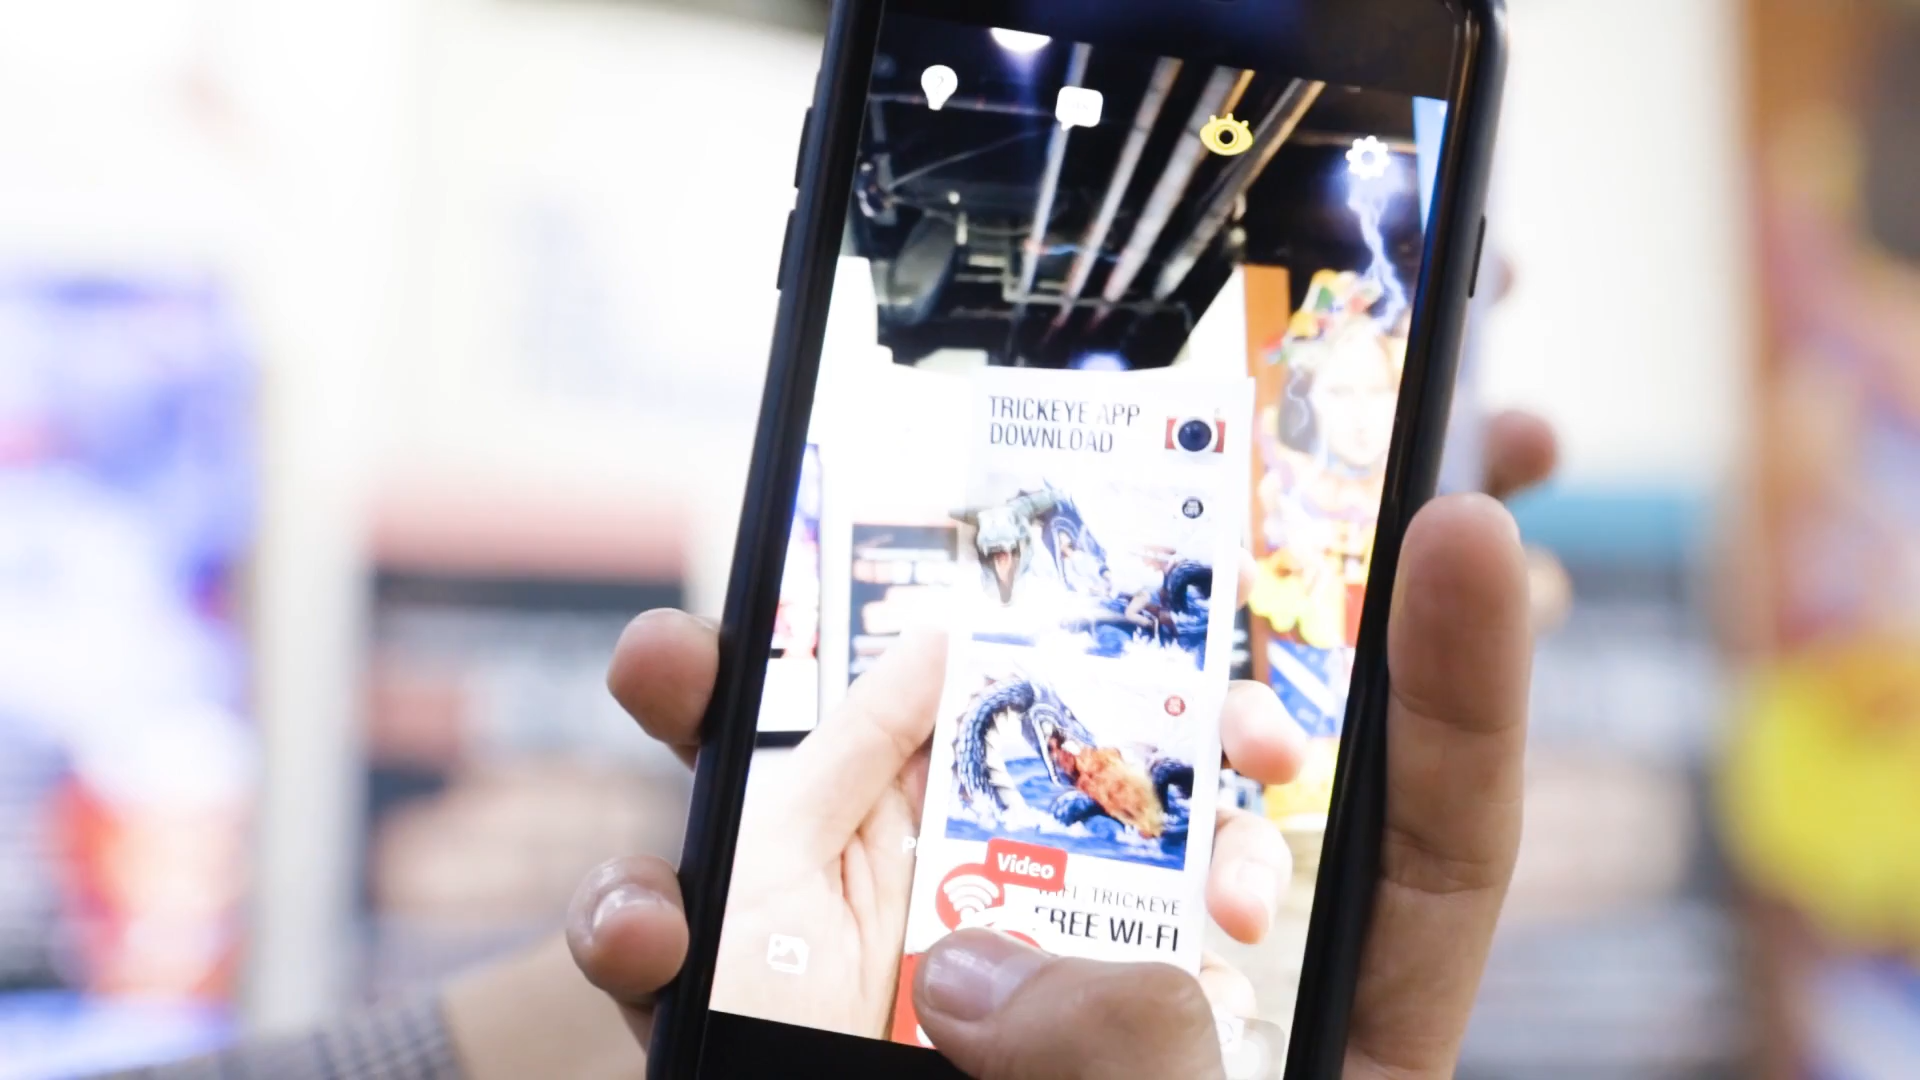 TRICKEYE APP
DOWNLOAD
Video
TRICKEYE
FREE WI-FI